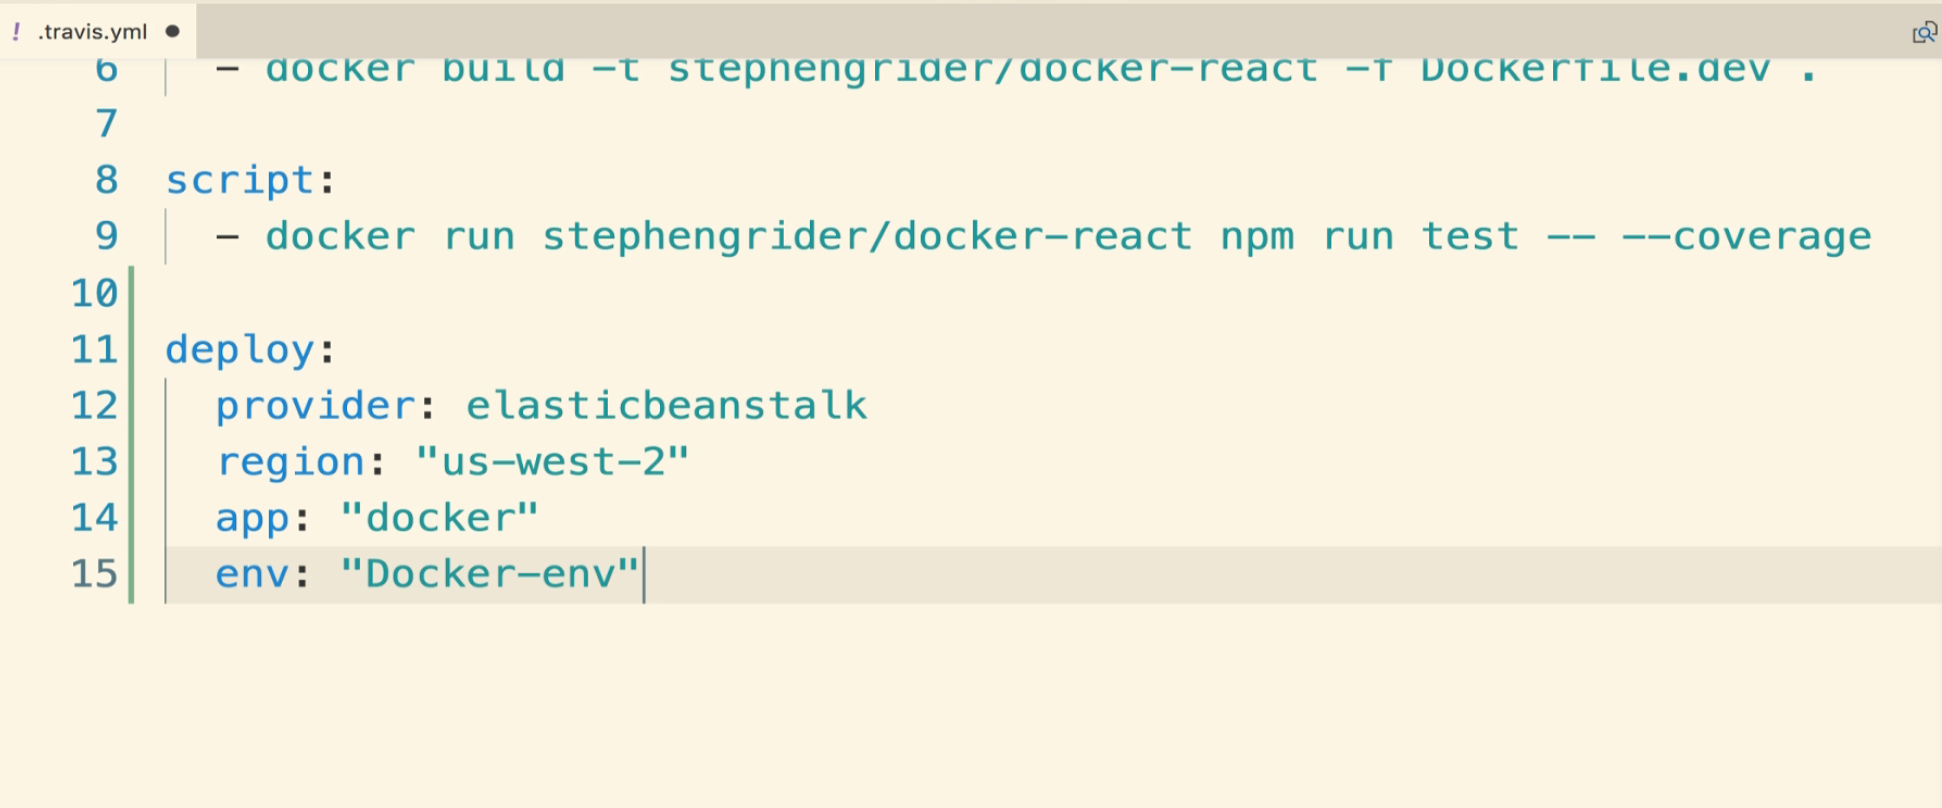 ! .travis.yml ●
6 - docker build -t stephengrider/docker-react -f Dockerfile.dev .
7
8 script:
9 - docker run stephengrider/docker-react npm run test -- --coverage
10
11 deploy:
12 provider: elasticbeanstalk
13 region: "us-west-2"
14 app: "docker"
15 env: "Docker-env"